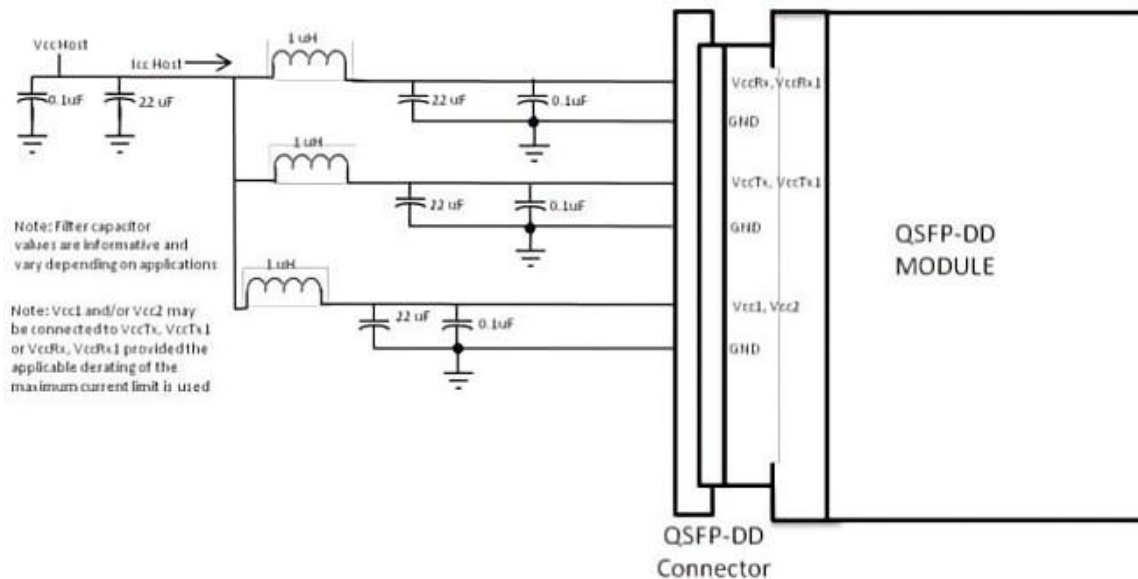 Vcc Host
Icc Host
0.1uF
22 uF
1 uH
22 uF
0.1uF
VccRx, VccRx1
GND
1 uH
22 uF
0.1uF
VccTx, VccTx1
GND
Note: Filter capacitor
values are informative and
vary depending on applications
1 uH
22 uF
0.1uF
Vcc1, Vcc2
GND
Note: Vcc1 and/or Vcc2 may
be connected to VccTx, VccTx1
or VccRx, VccRx1 provided the
applicable derating of the
maximum current limit is used
QSFP-DD
MODULE
QSFP-DD
Connector